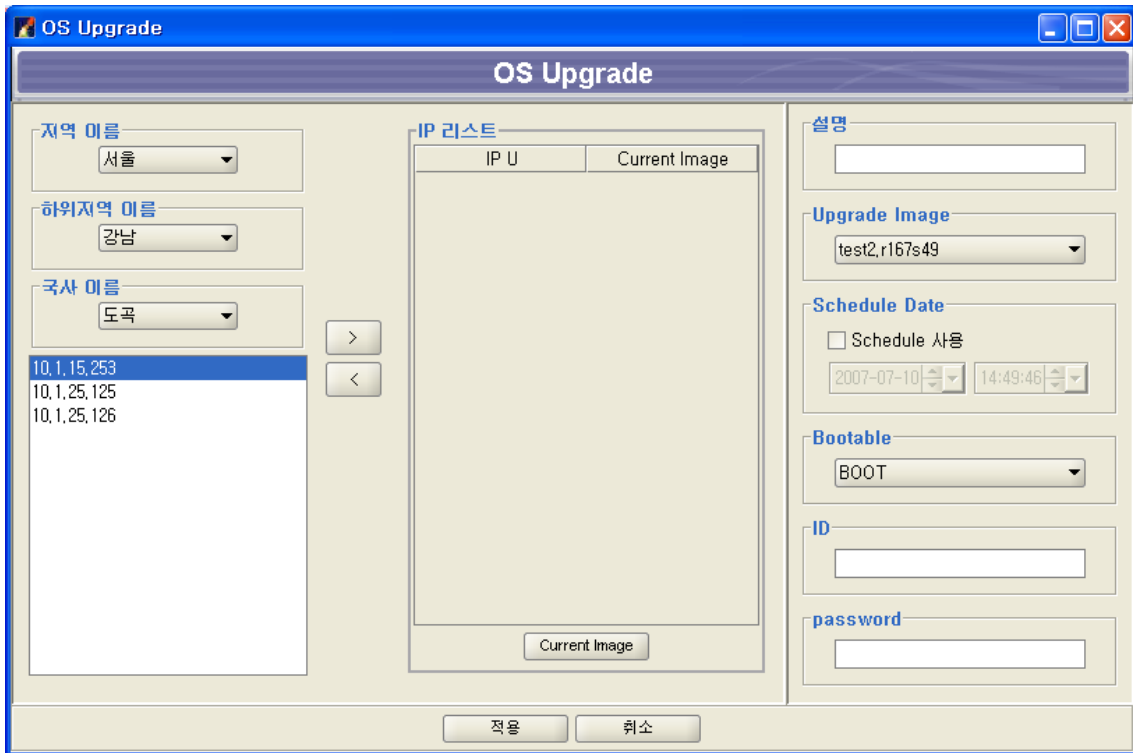 OS Upgrade
OS Upgrade
지역 이름
서울
하위지역 이름
강남
국사 이름
도곡
10,1,15,253
10,1,25,125
10,1,25,126
>
<
IP 리스트
IP U Current Image
Current Image
설명
Upgrade Image
test2,r167s49
Schedule Date
Schedule 사용
2007-07-10 14:49:46
Bootable
BOOT
ID
password
적용 취소